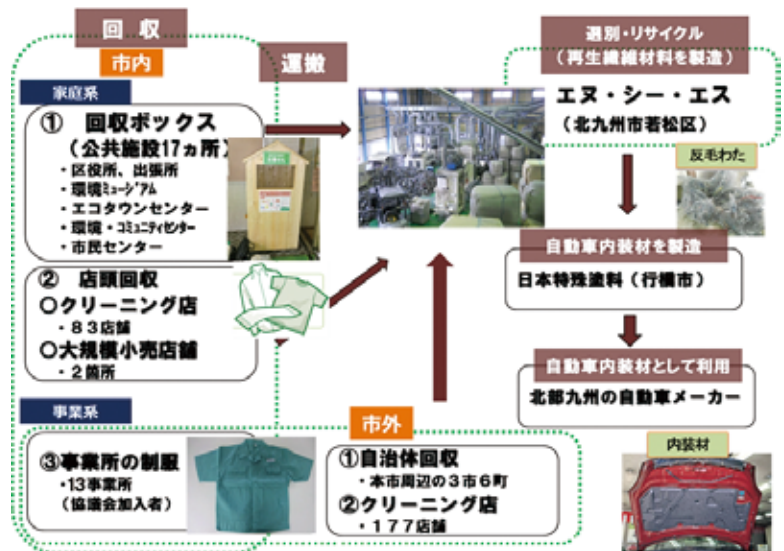 回 収
市内
家庭系
① 回収ボックス
(公共施設17ヵ所)
・区役所、出張所
・環境ﾐｭｰｼﾞｱﾑ
・エコタウンセンター
・環境・ｺﾐｭﾆﾃｨｾﾝﾀｰ
・市民センター
② 店頭回収
○クリーニング店
・83店舗
○大規模小売店舗
・2箇所
事業系
③事業所の制服
・13事業所
(協議会加入者)
運搬
市外
①自治体回収
・本市周辺の3市6町
②クリーニング店
・177店舗
選別・リサイクル
(再生繊維材料を製造)
エヌ・シー・エス
(北九州市若松区)
反毛わた
自動車内装材を製造
日本特殊塗料(行橋市)
自動車内装材として利用
北部九州の自動車メーカー
内装材